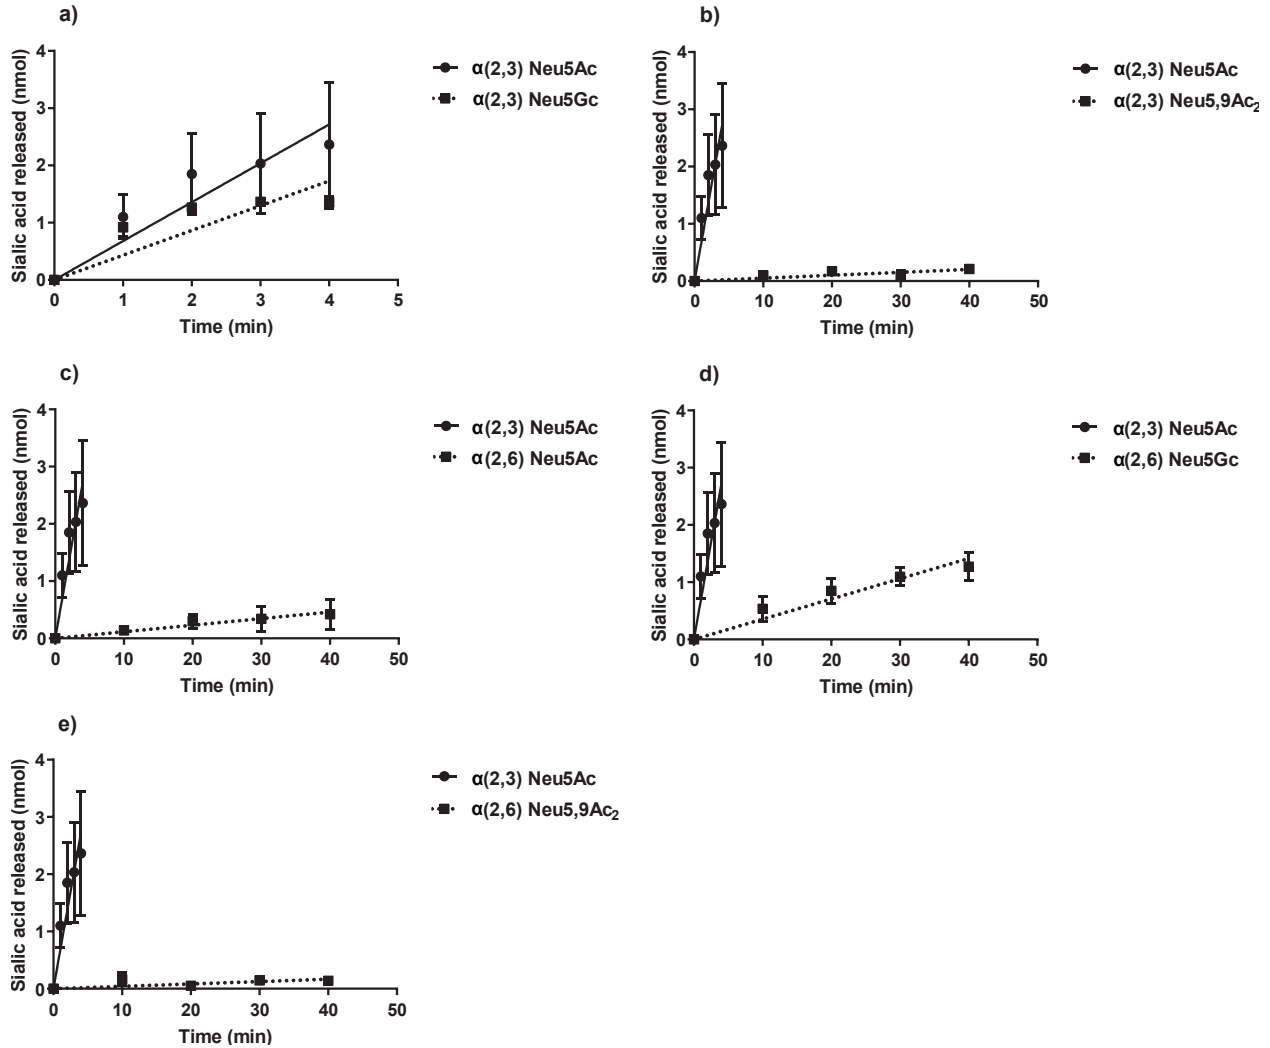 a)
Sialic acid released (nmol)
4
3
2
1
0
0 1 2 3 4 5
Time (min)
α(2,3) Neu5Ac
α(2,3) Neu5Gc
b)
Sialic acid released (nmol)
4
3
2
1
0
0 10 20 30 40 50
Time (min)
α(2,3) Neu5Ac
α(2,3) Neu5,9Ac₂
c)
Sialic acid released (nmol)
4
3
2
1
0
0 10 20 30 40 50
Time (min)
α(2,3) Neu5Ac
α(2,6) Neu5Ac
d)
Sialic acid released (nmol)
4
3
2
1
0
0 10 20 30 40 50
Time (min)
α(2,3) Neu5Ac
α(2,6) Neu5Gc
e)
Sialic acid released (nmol)
4
3
2
1
0
0 10 20 30 40 50
Time (min)
α(2,3) Neu5Ac
α(2,6) Neu5,9Ac₂